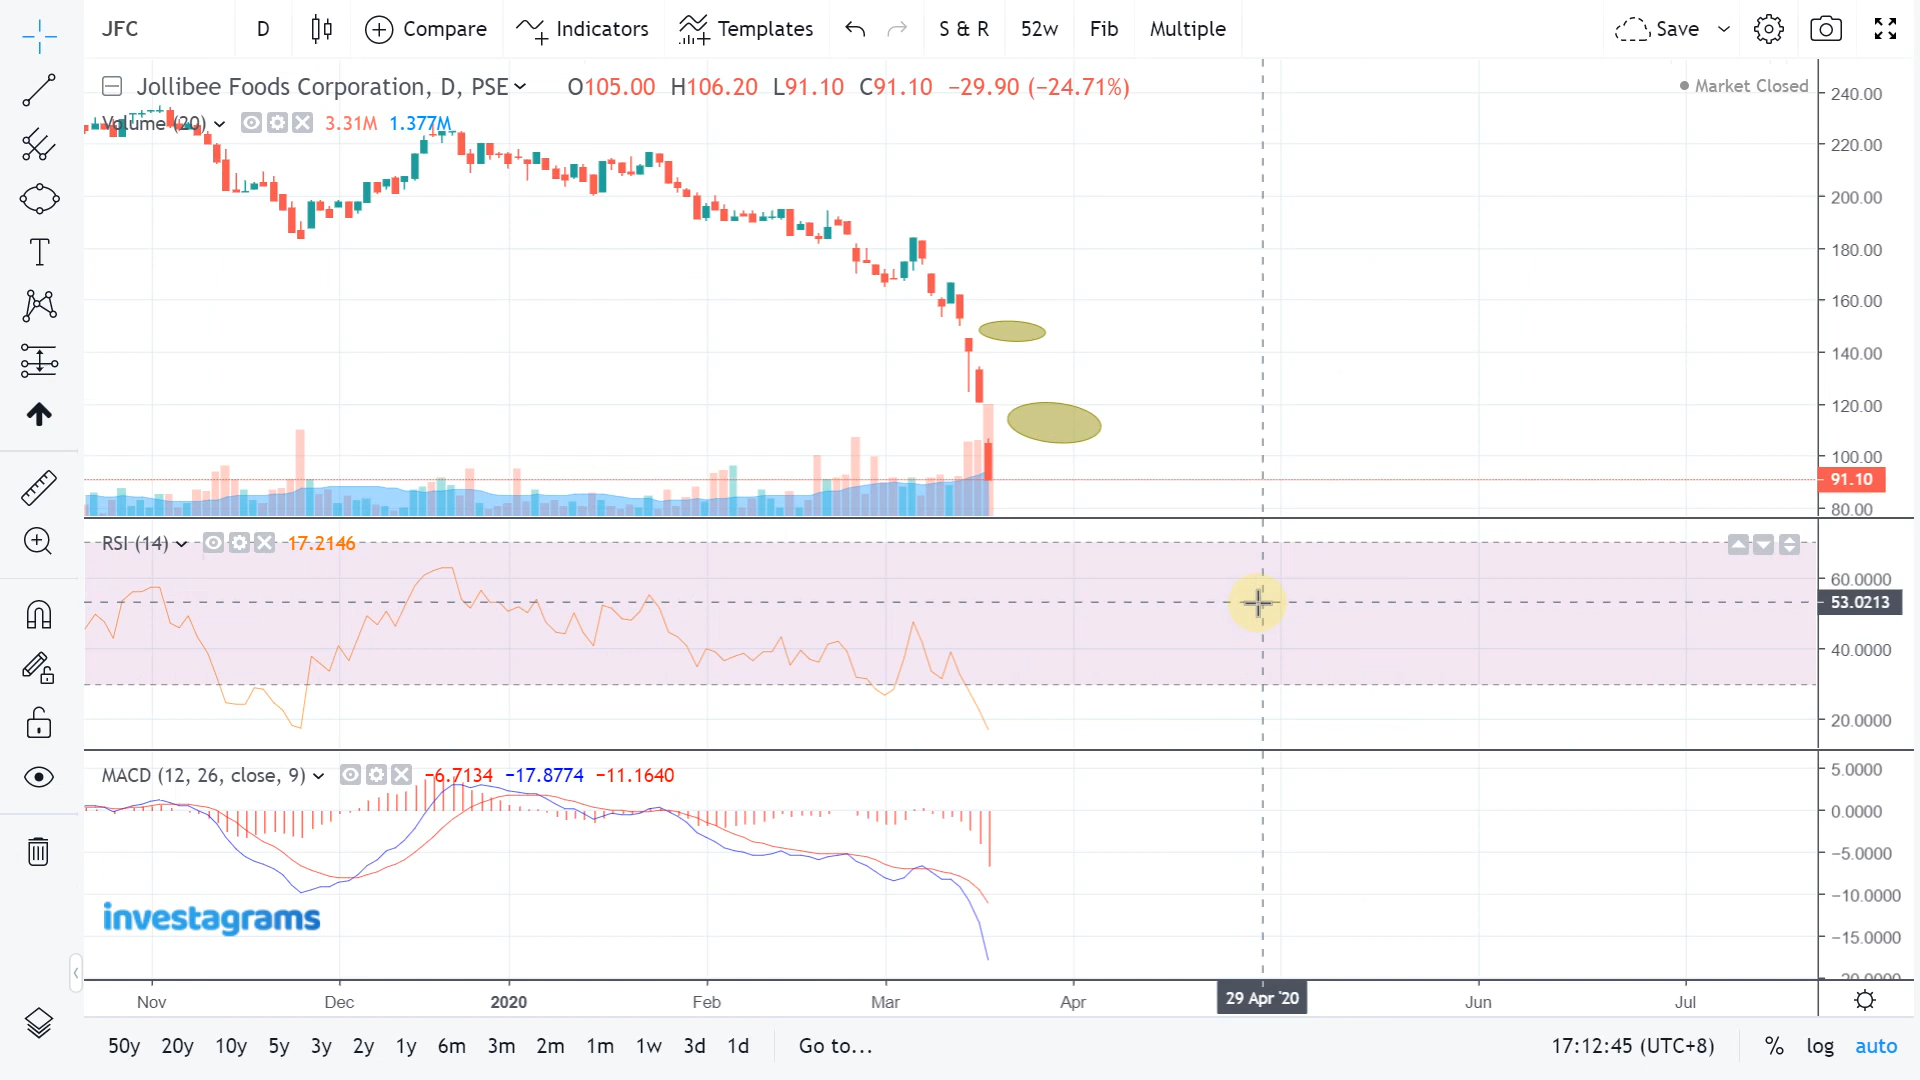 JFC D Compare Indicators Templates S & R 52w Fib Multiple Save
Jollibee Foods Corporation, D, PSE O105.00 H106.20 L91.10 C91.10 −29.90 (−24.71%) Market Closed
Volume (20) 3.31M 1.377M
240.00
220.00
200.00
180.00
160.00
140.00
120.00
100.00
91.10
80.00
RSI (14) 17.2146
60.0000
53.0213
40.0000
20.0000
MACD (12, 26, close, 9) −6.7134 −17.8774 −11.1640
5.0000
0.0000
−5.0000
−10.0000
investagrams
−15.0000
−20.0000
Nov Dec 2020 Feb Mar Apr 29 Apr '20 Jun Jul
50y 20y 10y 5y 3y 2y 1y 6m 3m 2m 1m 1w 3d 1d Go to... 17:12:45 (UTC+8) % log auto